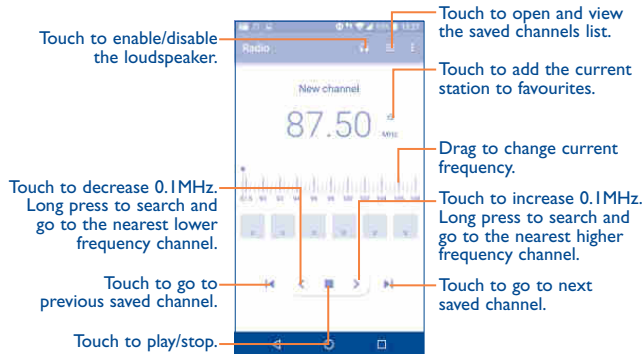 Touch to enable/disable
the loudspeaker.
Touch to open and view
the saved channels list.
Radio
New channel
87.50
MHz
Touch to add the current
station to favourites.
Drag to change current
frequency.
Touch to decrease 0.1MHz.
Long press to search and
go to the nearest lower
frequency channel.
Touch to increase 0.1MHz.
Long press to search and
go to the nearest higher
frequency channel.
Touch to go to
previous saved channel.
Touch to go to next
saved channel.
Touch to play/stop.